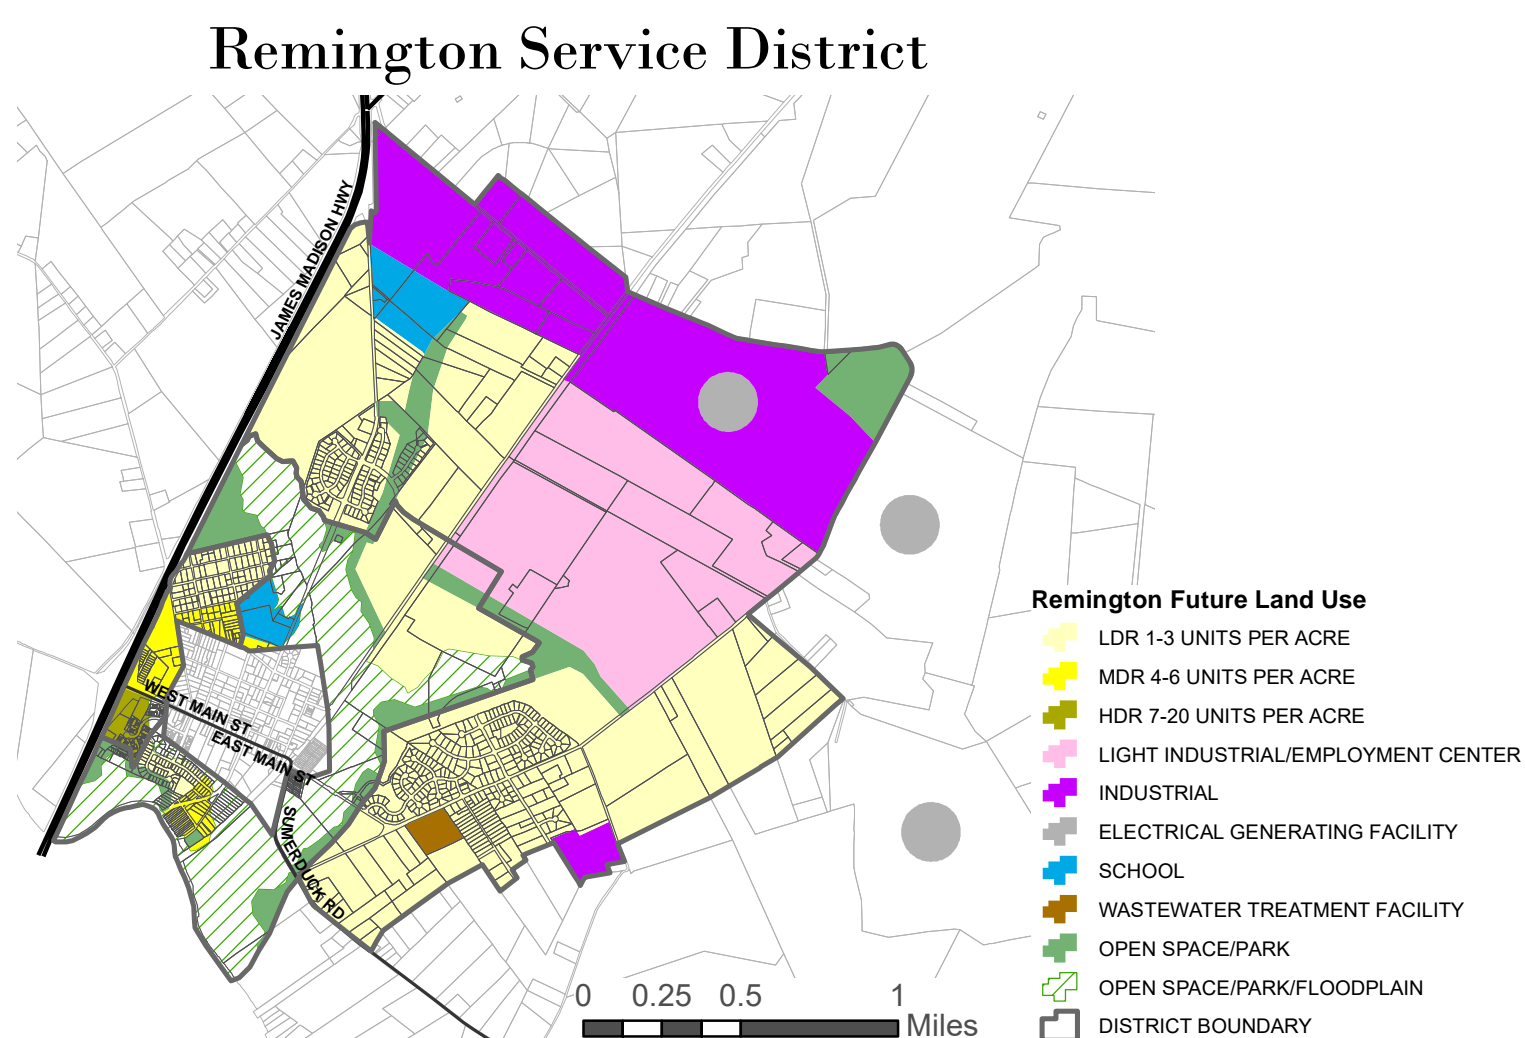 Remington Service District
JAMES MADISON HWY
WEST MAIN ST
EAST MAIN ST
SUMERDUCK RD
Remington Future Land Use
LDR 1-3 UNITS PER ACRE
MDR 4-6 UNITS PER ACRE
HDR 7-20 UNITS PER ACRE
LIGHT INDUSTRIAL/EMPLOYMENT CENTER
INDUSTRIAL
ELECTRICAL GENERATING FACILITY
SCHOOL
WASTEWATER TREATMENT FACILITY
OPEN SPACE/PARK
OPEN SPACE/PARK/FLOODPLAIN
DISTRICT BOUNDARY
0 0.25 0.5 1
Miles